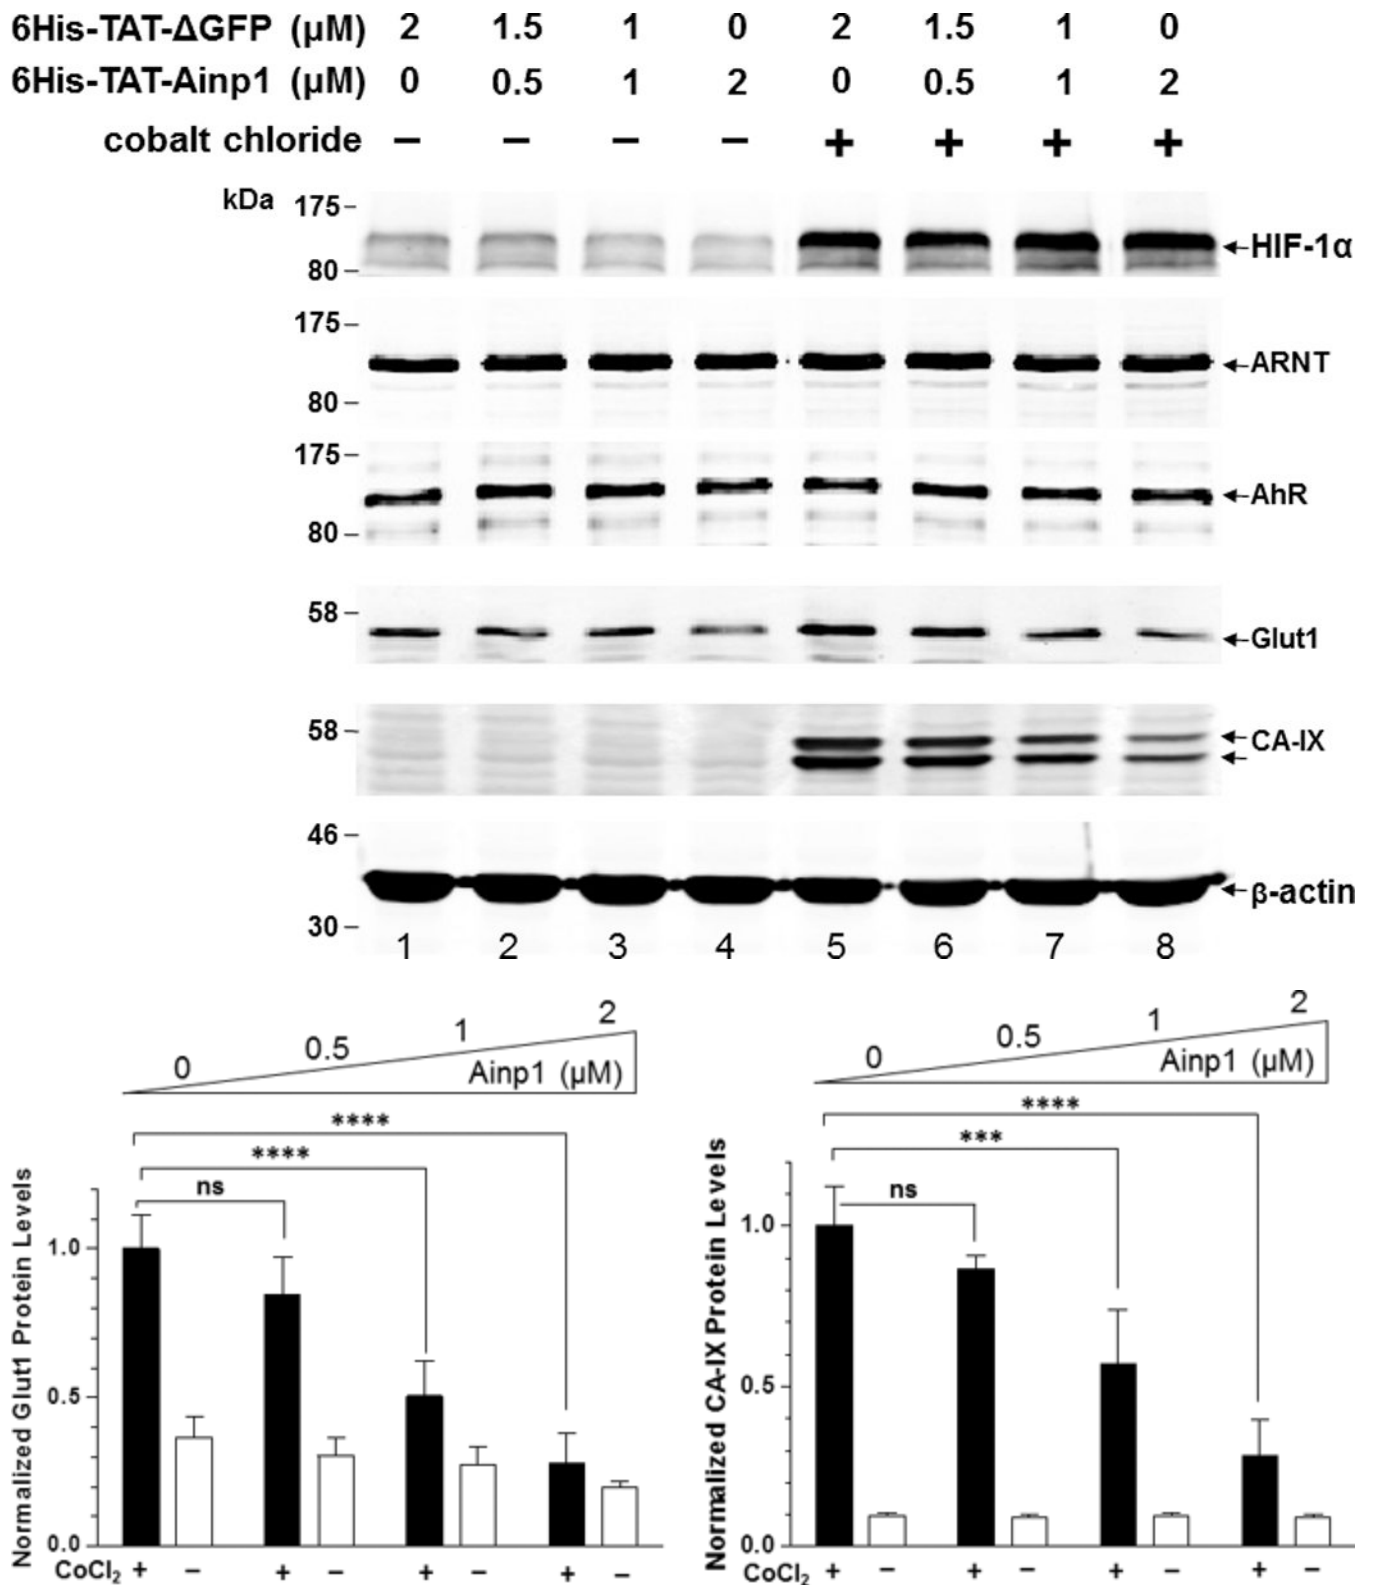 6His-TAT-ΔGFP (μM) 2 1.5 1 0 2 1.5 1 0
6His-TAT-Ainp1 (μM) 0 0.5 1 2 0 0.5 1 2
cobalt chloride – – – – + + + +
kDa 175–
←HIF-1α
80–
175–
←ARNT
80–
175–
←AhR
80–
58–
←Glut1
58–
←CA-IX
←
46–
←β-actin
30–
1 2 3 4 5 6 7 8
0 0.5 1 2
Ainp1 (μM)
****
****
ns
Normalized Glut1 Protein Levels
1.0
0.5
0.0
CoCl₂ + – + – + – + –
0 0.5 1 2
Ainp1 (μM)
****
***
ns
Normalized CA-IX Protein Levels
1.0
0.5
0.0
CoCl₂ + – + – + – + –